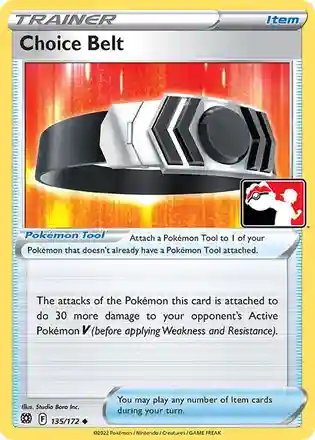 TRAINER Item
Choice Belt
Pokémon Tool Attach a Pokémon Tool to 1 of your
Pokémon that doesn't already have a Pokémon Tool attached.
The attacks of the Pokémon this card is attached to
do 30 more damage to your opponent's Active
Pokémon V (before applying Weakness and Resistance).
Illus. Studio Bora Inc.
F 135/172
You may play any number of Item cards
during your turn.
©2022 Pokémon / Nintendo / Creatures / GAME FREAK